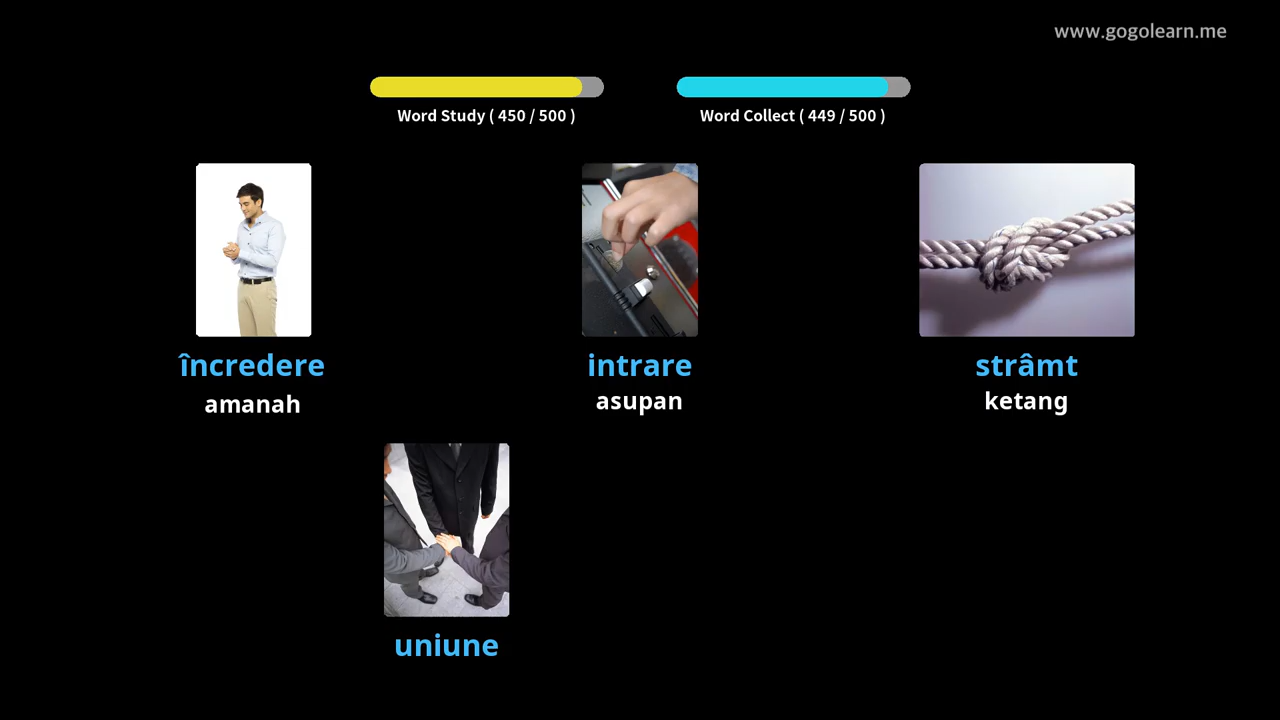 www.gogolearn.me
Word Study ( 450 / 500 )
Word Collect ( 449 / 500 )
încredere
amanah
intrare
asupan
strâmt
ketang
uniune